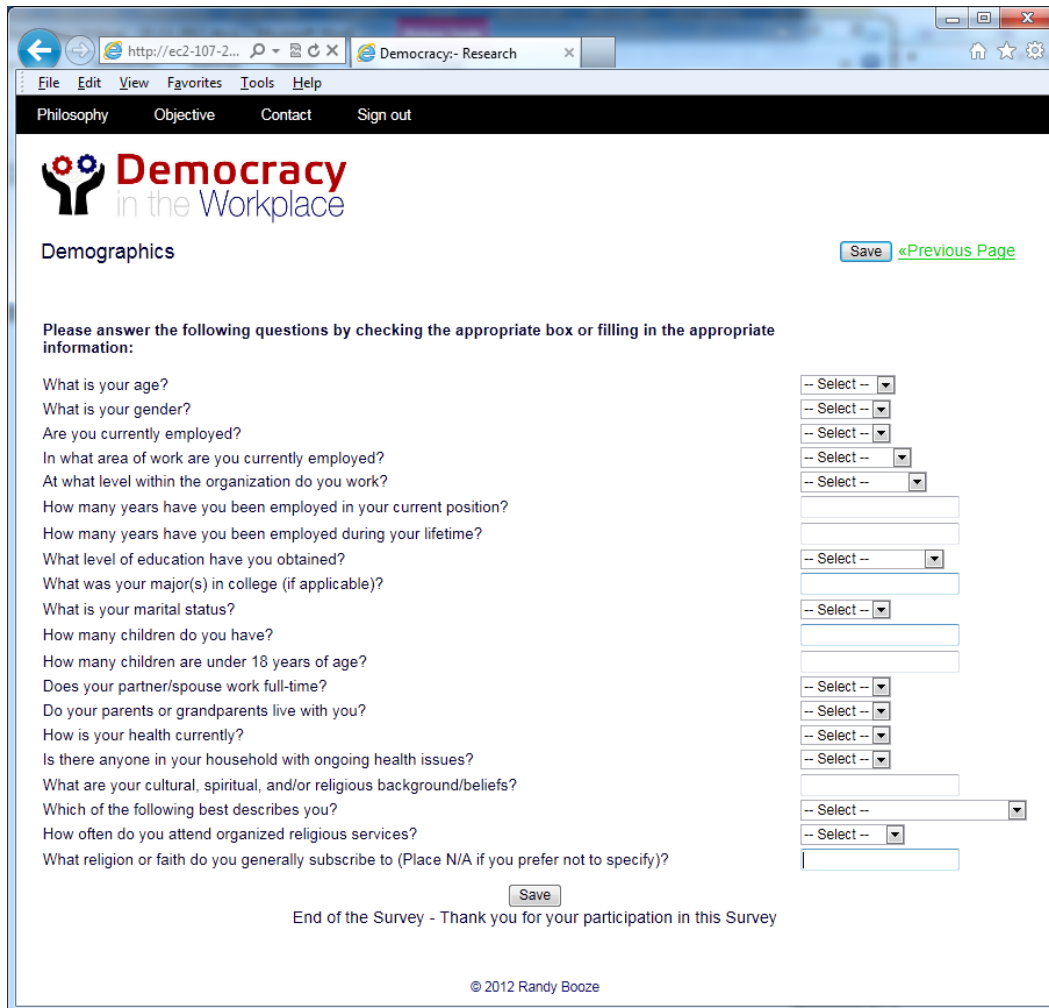 http://ec2-107-2...
Democracy:- Research
File Edit View Favorites Tools Help
Philosophy Objective Contact Sign out
Democracy
in the Workplace
Demographics Save «Previous Page
Please answer the following questions by checking the appropriate box or filling in the appropriate
information:
What is your age? -- Select --
What is your gender? -- Select --
Are you currently employed? -- Select --
In what area of work are you currently employed? -- Select --
At what level within the organization do you work? -- Select --
How many years have you been employed in your current position?
How many years have you been employed during your lifetime?
What level of education have you obtained? -- Select --
What was your major(s) in college (if applicable)?
What is your marital status? -- Select --
How many children do you have?
How many children are under 18 years of age?
Does your partner/spouse work full-time? -- Select --
Do your parents or grandparents live with you? -- Select --
How is your health currently? -- Select --
Is there anyone in your household with ongoing health issues? -- Select --
What are your cultural, spiritual, and/or religious background/beliefs?
Which of the following best describes you? -- Select --
How often do you attend organized religious services? -- Select --
What religion or faith do you generally subscribe to (Place N/A if you prefer not to specify)?
Save
End of the Survey - Thank you for your participation in this Survey
© 2012 Randy Booze